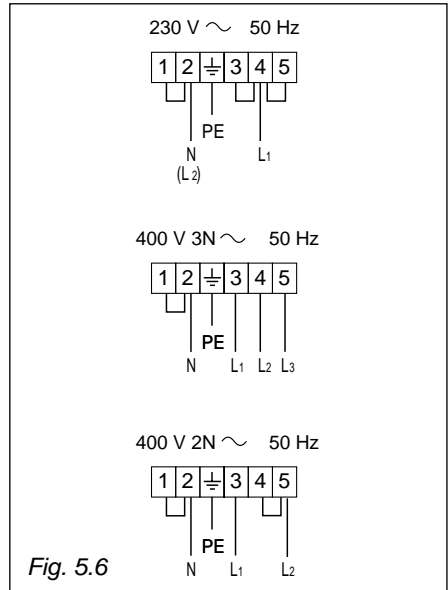 230 V ~ 50 Hz
1 2 ⏚ 3 4 5
PE
N L1
(L2)
400 V 3N ~ 50 Hz
1 2 ⏚ 3 4 5
PE
N L1 L2 L3
400 V 2N ~ 50 Hz
1 2 ⏚ 3 4 5
PE
N L1 L2
Fig. 5.6